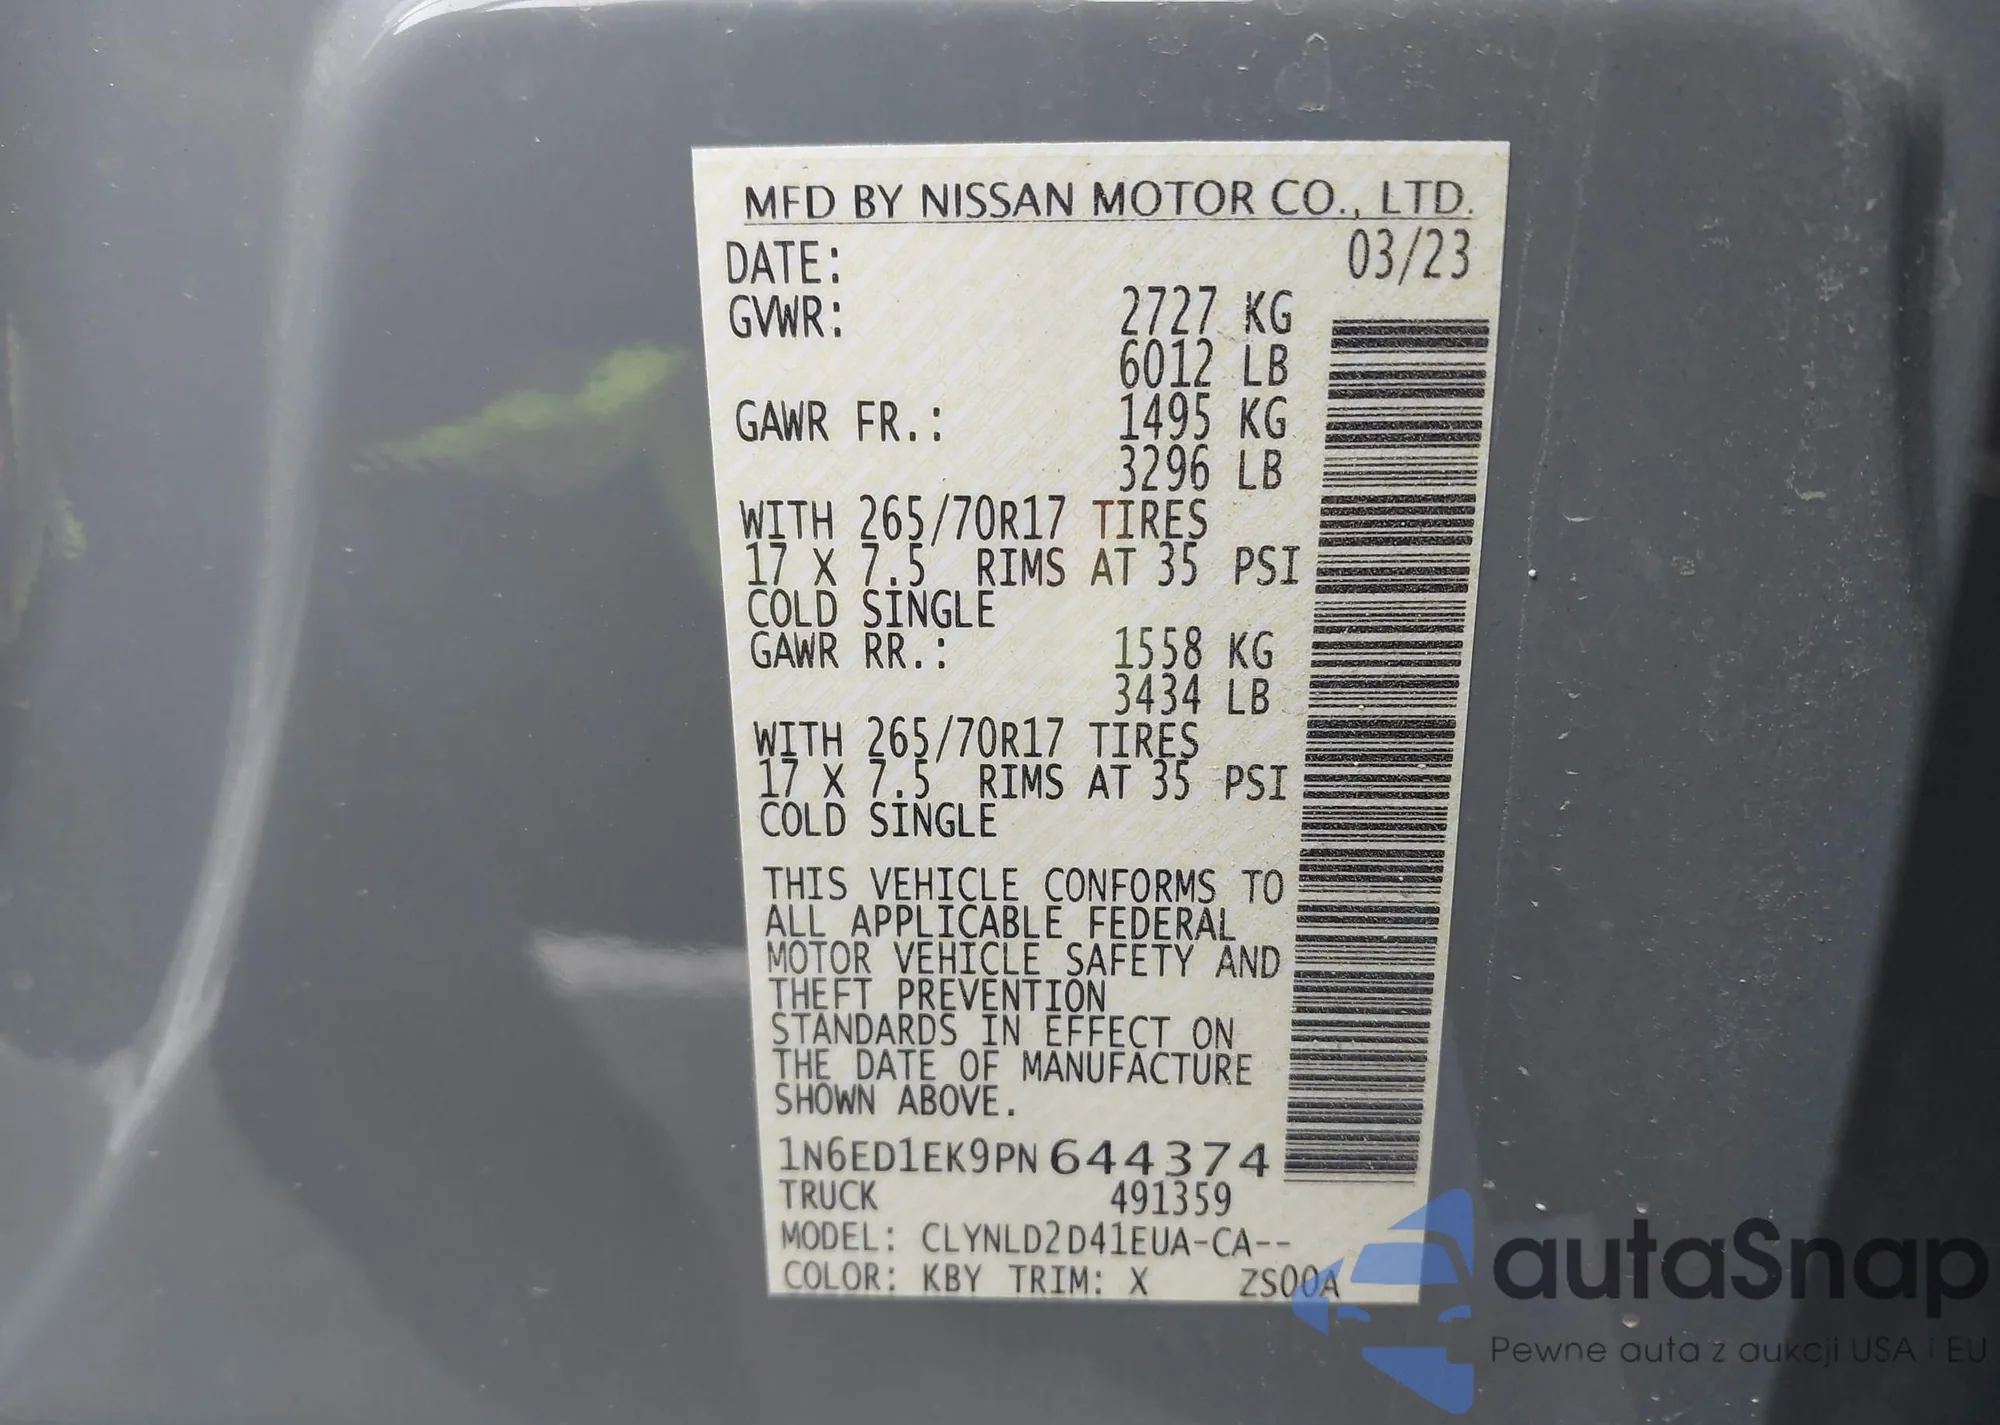 MFD BY NISSAN MOTOR CO., LTD.
DATE: 03/23
GVWR: 2727 KG
6012 LB
GAWR FR.: 1495 KG
3296 LB
WITH 265/70R17 TIRES
17 X 7.5 RIMS AT 35 PSI
COLD SINGLE
GAWR RR.: 1558 KG
3434 LB
WITH 265/70R17 TIRES
17 X 7.5 RIMS AT 35 PSI
COLD SINGLE
THIS VEHICLE CONFORMS TO
ALL APPLICABLE FEDERAL
MOTOR VEHICLE SAFETY AND
THEFT PREVENTION
STANDARDS IN EFFECT ON
THE DATE OF MANUFACTURE
SHOWN ABOVE.
1N6ED1EK9PN644374
TRUCK 491359
MODEL: CLYNLD2D41EUA-CA--
COLOR: KBY TRIM: X ZS00A
autaSnap
Pewne auta z aukcji USA i EU